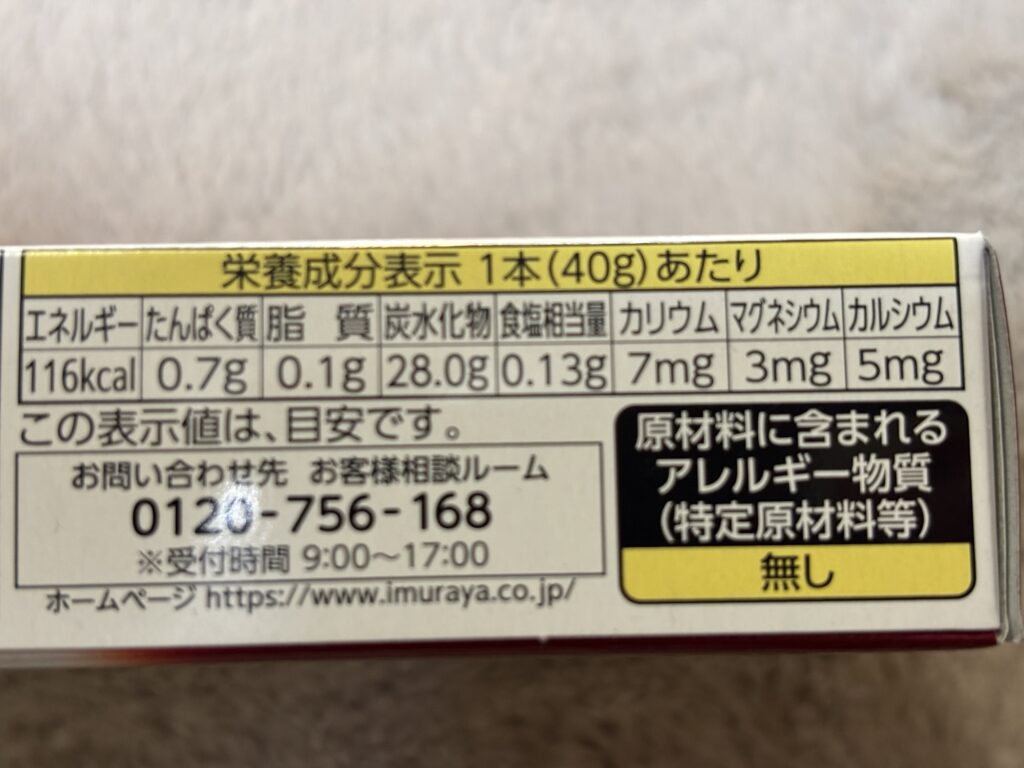 栄養成分表示 1本(40g)あたり
エネルギー たんぱく質 脂質 炭水化物 食塩相当量 カリウム マグネシウム カルシウム
116kcal 0.7g 0.1g 28.0g 0.13g 7mg 3mg 5mg
この表示値は、目安です。
お問い合わせ先 お客様相談ルーム
0120-756-168
※受付時間 9:00～17:00
ホームページ https://www.imuraya.co.jp/
原材料に含まれる
アレルギー物質
(特定原材料等)
無し